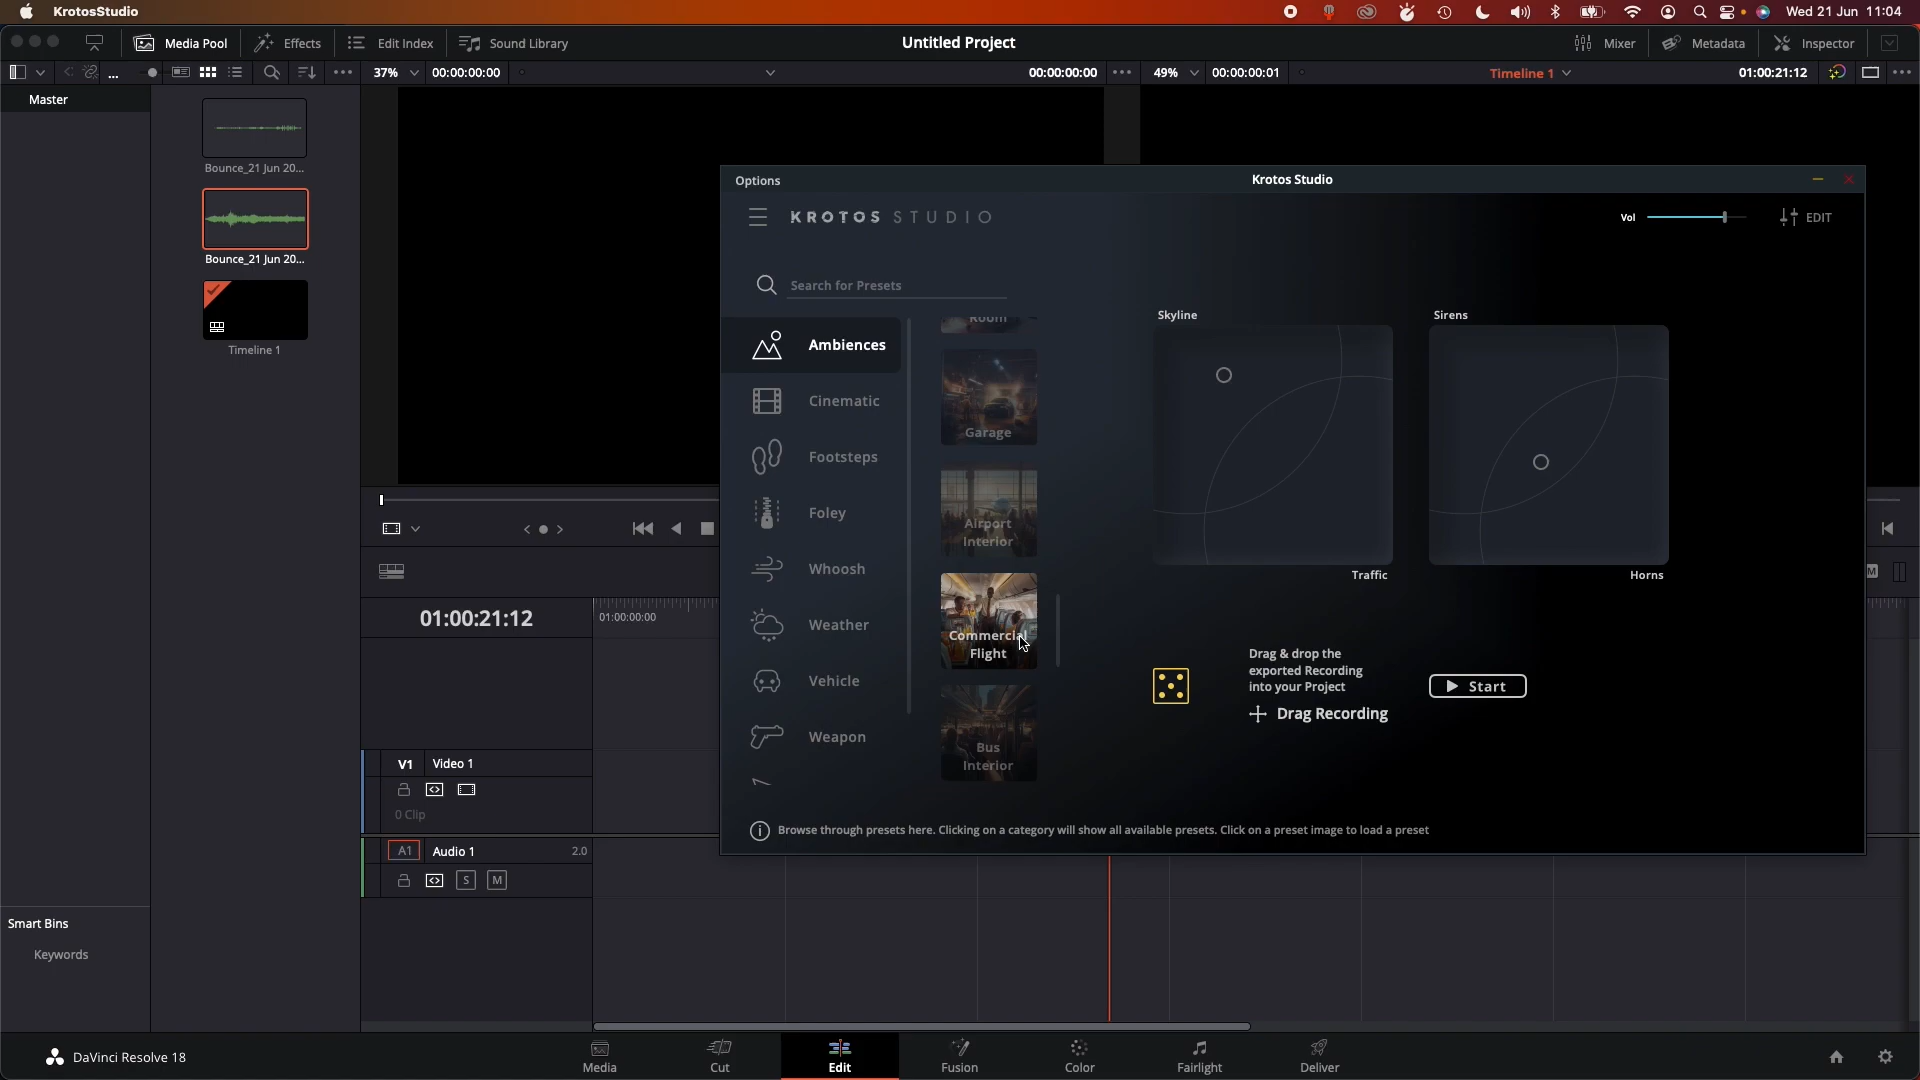 KrotosStudio
Wed 21 Jun 11:04
Media Pool
Effects
Edit Index
Sound Library
Untitled Project
Mixer
Metadata
Inspector
...
37%
00:00:00:00
00:00:00:00
49%
00:00:00:01
Timeline 1
01:00:21:12
Master
Bounce_21 Jun 20...
Bounce_21 Jun 20...
Timeline 1
Options
Krotos Studio
KROTOS STUDIO
Vol
EDIT
Search for Presets
Ambiences
Cinematic
Footsteps
Foley
Whoosh
Weather
Vehicle
Weapon
Room
Garage
Airport
Interior
Commercial
Flight
Bus
Interior
Skyline
Traffic
Sirens
Horns
Drag & drop the
exported Recording
into your Project
Drag Recording
Start
Browse through presets here. Clicking on a category will show all available presets. Click on a preset image to load a preset
01:00:21:12
01:00:00:00
V1
Video 1
0 Clip
A1
Audio 1
2.0
S
M
M
Smart Bins
Keywords
DaVinci Resolve 18
Media
Cut
Edit
Fusion
Color
Fairlight
Deliver